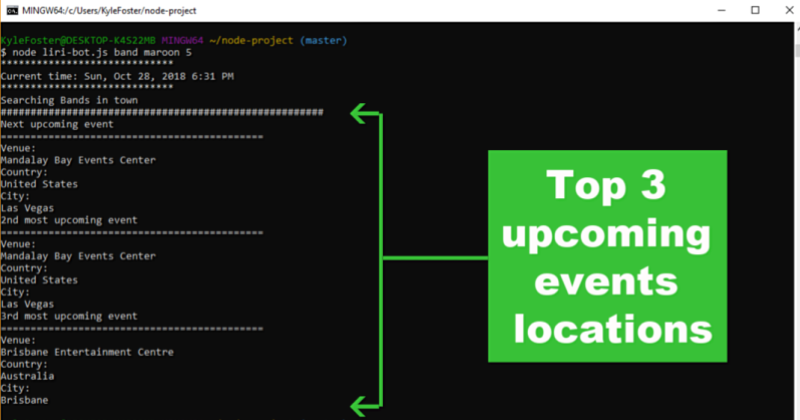 MINGW64:/c/Users/KyleFoster/node-project
KyleFoster@DESKTOP-K4S22MB MINGW64 ~/node-project (master)
$ node liri-bot.js band maroon 5
*****************************
Current time: Sun, Oct 28, 2018 6:31 PM
*****************************
Searching Bands in town
######################################################
Next upcoming event
============================================
Venue:
Mandalay Bay Events Center
Country:
United States
City:
Las Vegas
2nd most upcoming event
============================================
Venue:
Mandalay Bay Events Center
Country:
United States
City:
Las Vegas
3rd most upcoming event
============================================
Venue:
Brisbane Entertainment Centre
Country:
Australia
City:
Brisbane
Top 3
upcoming
events
locations